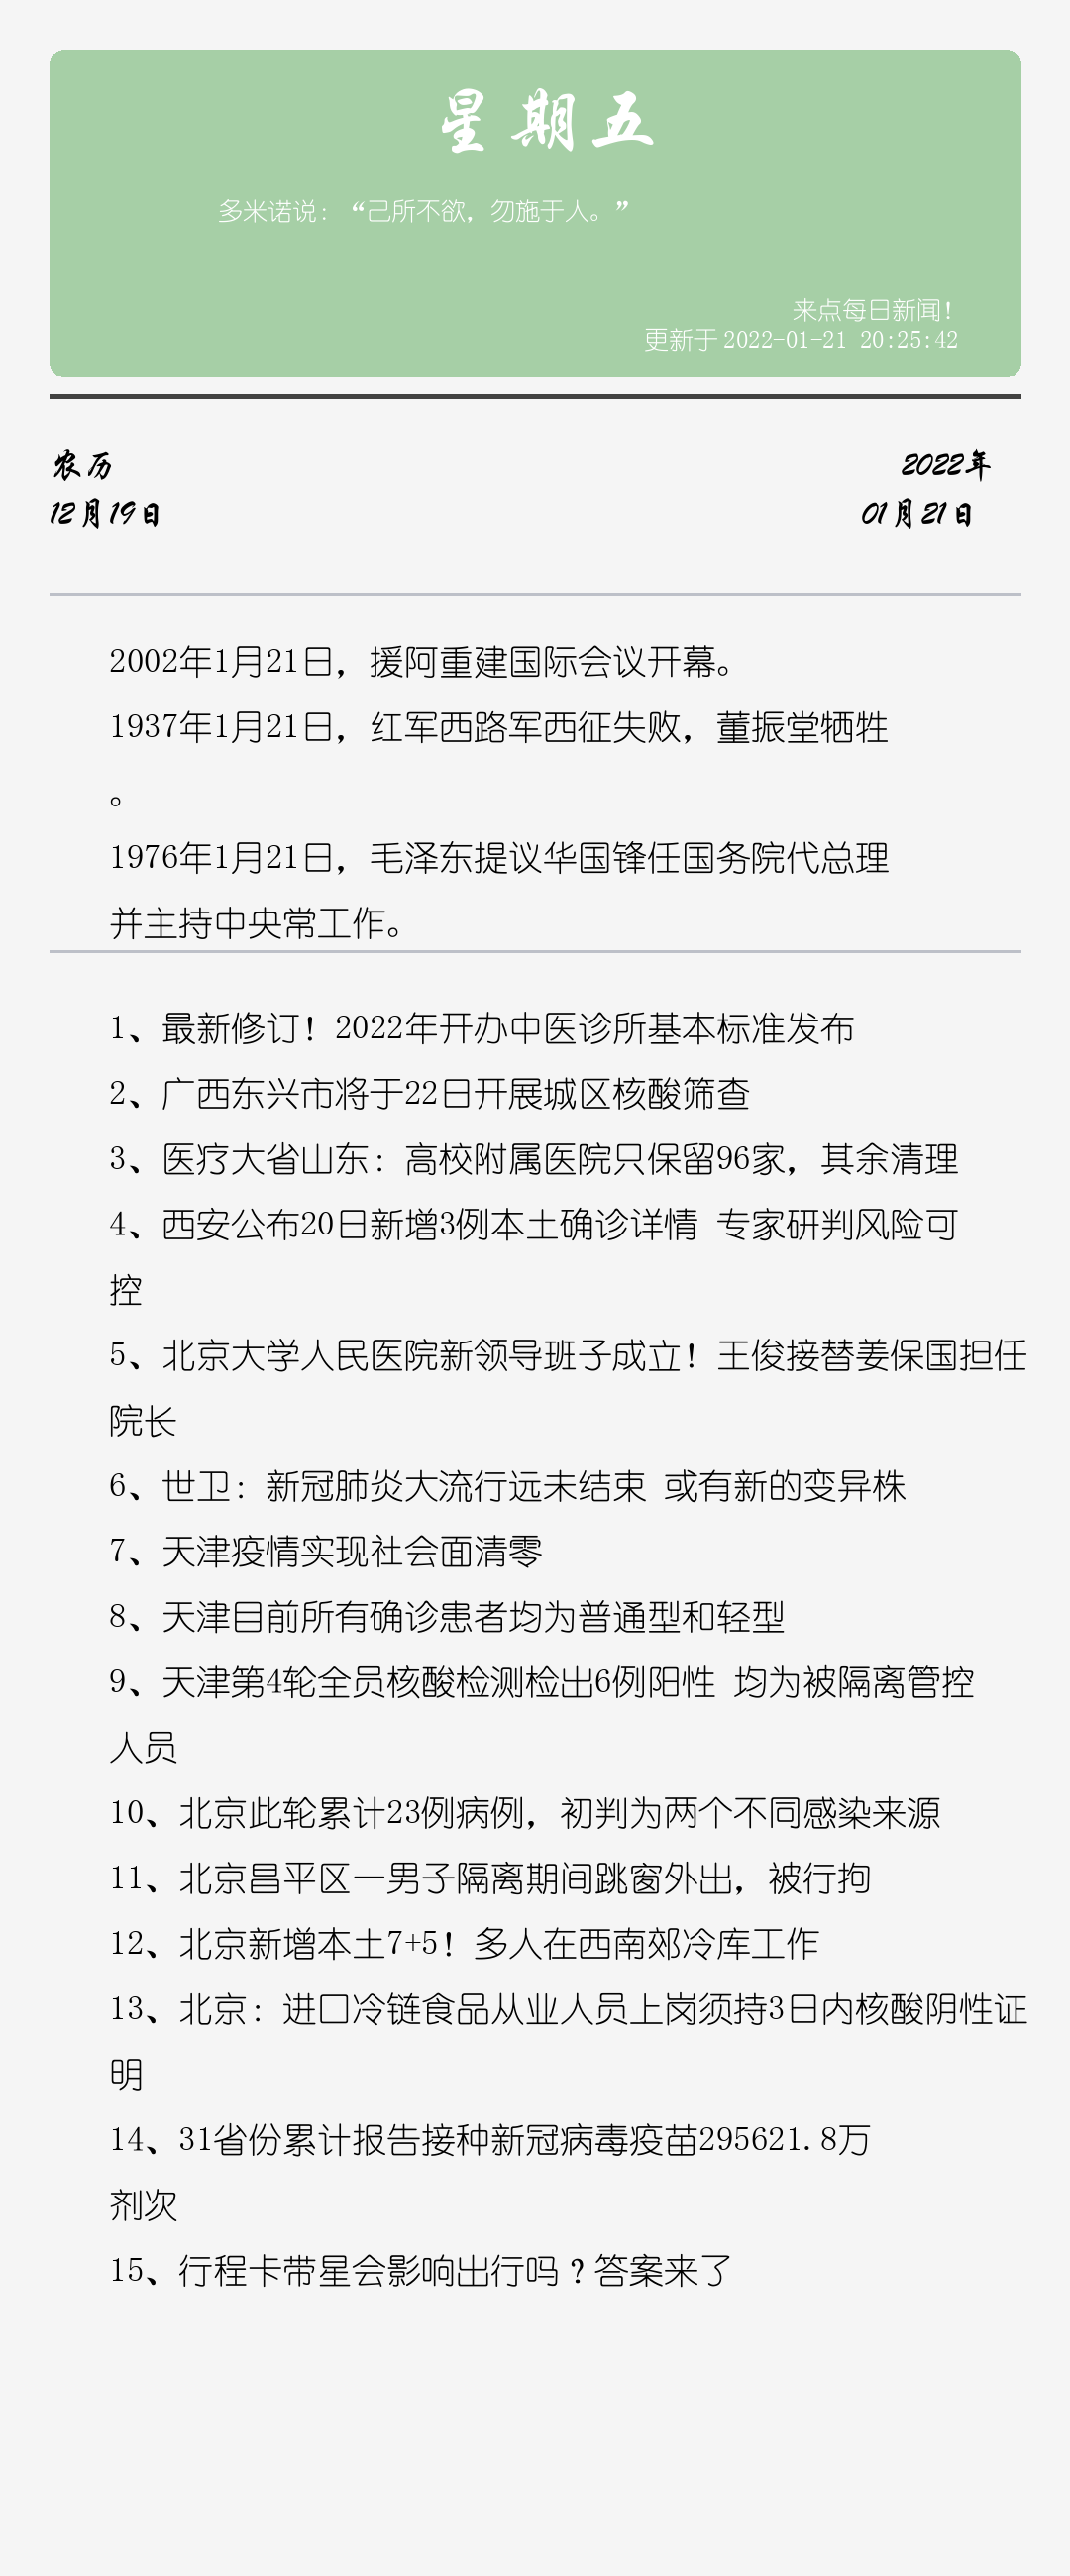 星期五
多米诺说：“己所不欲，勿施于人。”
来点每日新闻！
更新于 2022-01-21 20:25:42
农历
2022年
12月19日
01月21日
2002年1月21日，援阿重建国际会议开幕。
1937年1月21日，红军西路军西征失败，董振堂牺牲
。
1976年1月21日，毛泽东提议华国锋任国务院代总理
并主持中央常工作。
1、最新修订！2022年开办中医诊所基本标准发布
2、广西东兴市将于22日开展城区核酸筛查
3、医疗大省山东：高校附属医院只保留96家，其余清理
4、西安公布20日新增3例本土确诊详情 专家研判风险可
控
5、北京大学人民医院新领导班子成立！王俊接替姜保国担任
院长
6、世卫：新冠肺炎大流行远未结束 或有新的变异株
7、天津疫情实现社会面清零
8、天津目前所有确诊患者均为普通型和轻型
9、天津第4轮全员核酸检测检出6例阳性 均为被隔离管控
人员
10、北京此轮累计23例病例，初判为两个不同感染来源
11、北京昌平区一男子隔离期间跳窗外出，被行拘
12、北京新增本土7+5！多人在西南郊冷库工作
13、北京：进口冷链食品从业人员上岗须持3日内核酸阴性证
明
14、31省份累计报告接种新冠病毒疫苗295621.8万
剂次
15、行程卡带星会影响出行吗？答案来了